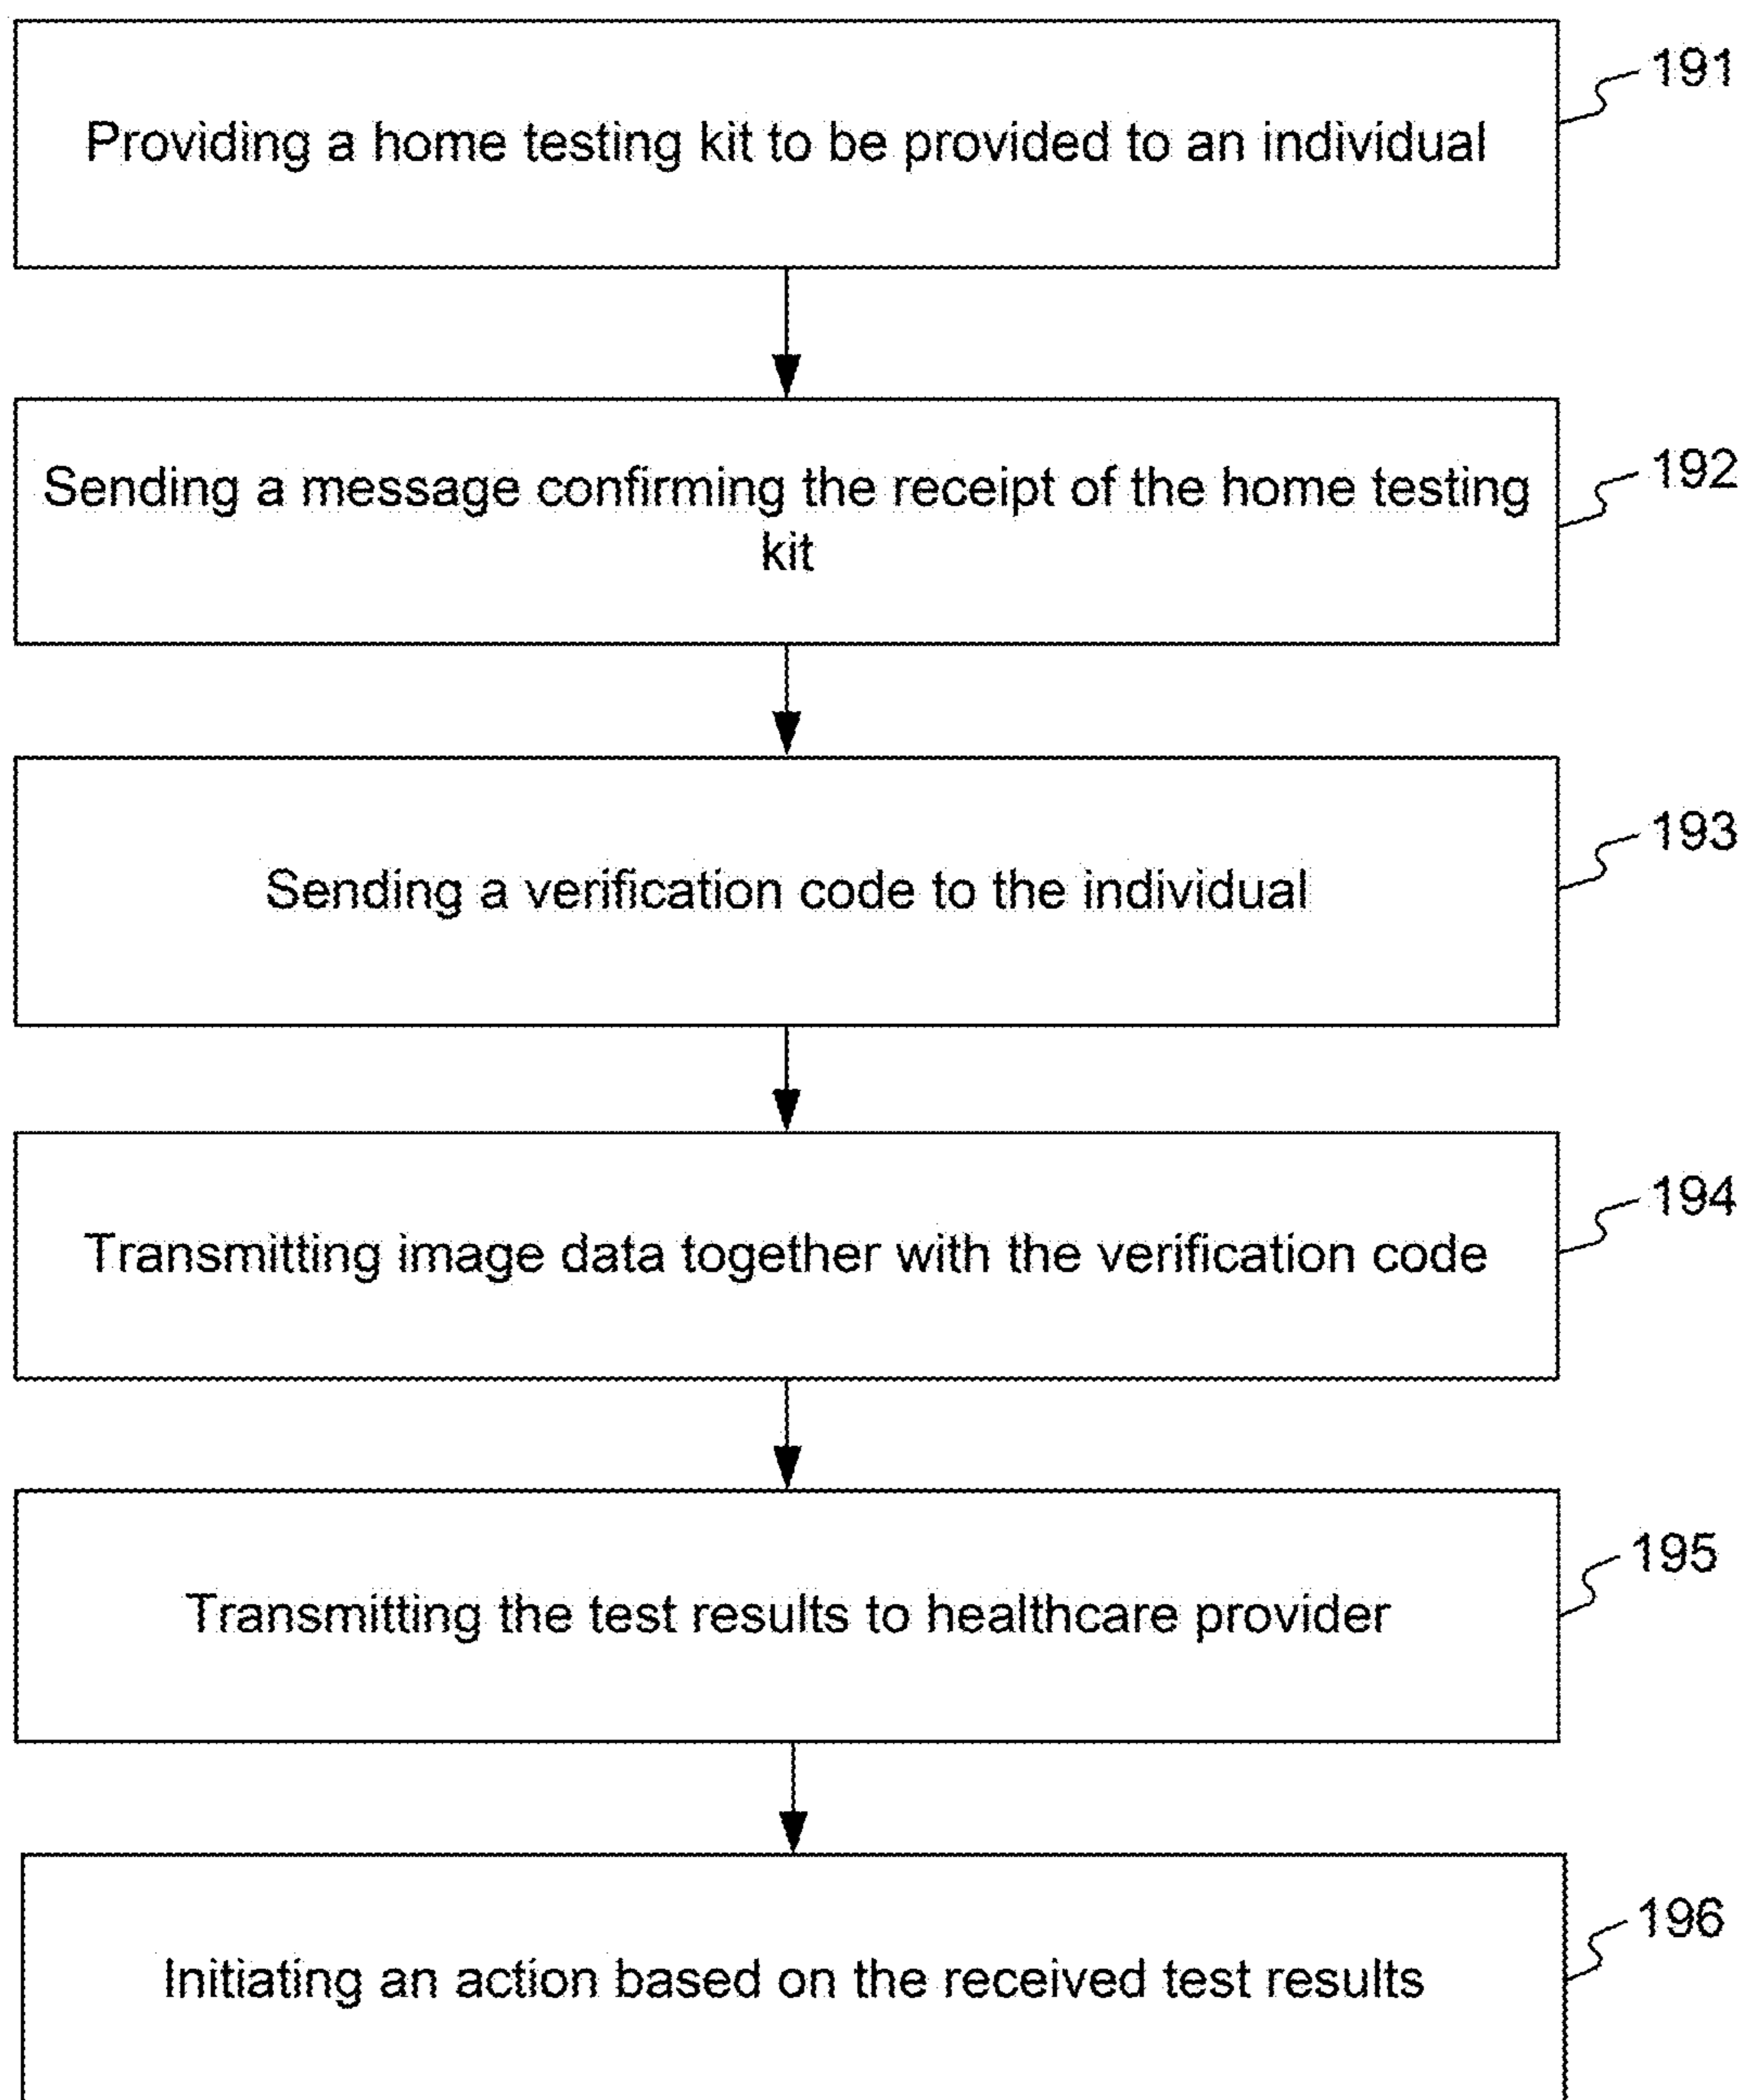 Providing a home testing kit to be provided to an individual
191
Sending a message confirming the receipt of the home testing
kit
192
Sending a verification code to the individual
193
Transmitting image data together with the verification code
194
Transmitting the test results to healthcare provider
195
Initiating an action based on the received test results
196